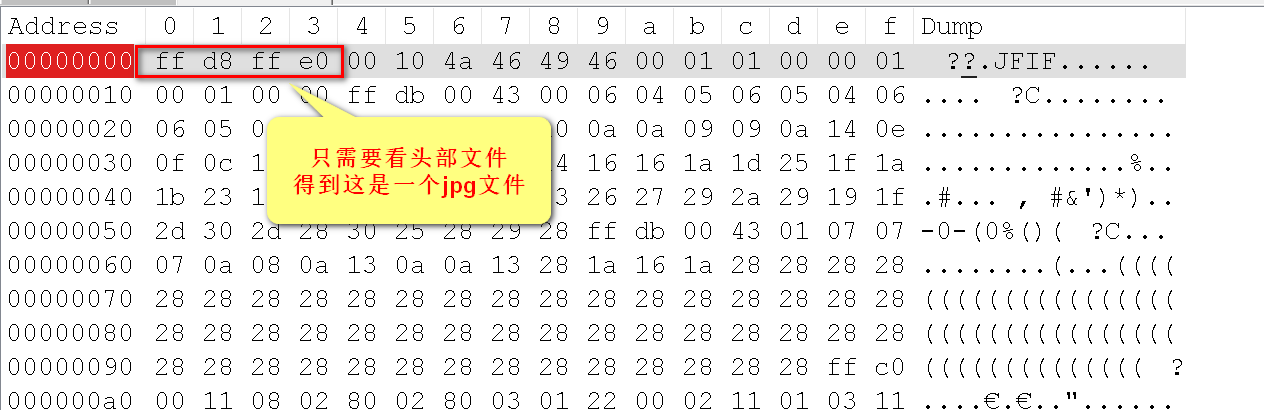 Address 0 1 2 3 4 5 6 7 8 9 a b c d e f Dump
00000000 ff d8 ff e0 00 10 4a 46 49 46 00 01 01 00 00 01 ??.JFIF......
00000010 00 01 00 00 ff db 00 43 00 06 04 05 06 05 04 06 .... ?C........
00000020 06 05 0a 0a 09 09 0a 14 0e ................
00000030 0f 0c 16 16 1a 1d 25 1f 1a .............%..
只需要看头部文件
得到这是一个jpg文件
00000040 1b 23 26 27 29 2a 29 19 1f .#... , #&')*)..
00000050 2d 30 2d 28 30 25 28 29 28 ff db 00 43 01 07 07 -0-(0%()( ?C...
00000060 07 0a 08 0a 13 0a 0a 13 28 1a 16 1a 28 28 28 28 ........(...((((
00000070 28 28 28 28 28 28 28 28 28 28 28 28 28 28 28 28 ((((((((((((((((
00000080 28 28 28 28 28 28 28 28 28 28 28 28 28 28 28 28 ((((((((((((((((
00000090 28 28 28 28 28 28 28 28 28 28 28 28 28 28 ff c0 (((((((((((((( ?
000000a0 00 11 08 02 80 02 80 03 01 22 00 02 11 01 03 11 ....€.€.."......